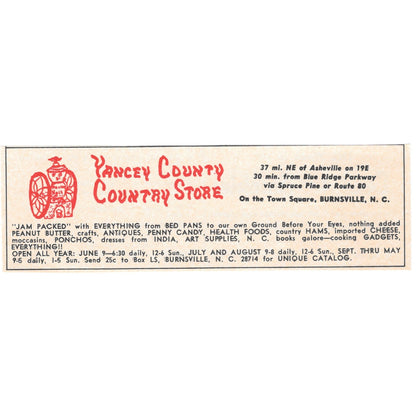 YANCEY COUNTY
COUNTRY STORE
37 mi. NE of Asheville on 19E
30 min. from Blue Ridge Parkway
via Spruce Pine or Route 80
On the Town Square, BURNSVILLE, N. C.
"JAM PACKED" with EVERYTHING from BED PANS to our own Ground Before Your Eyes, nothing added
PEANUT BUTTER, crafts, ANTIQUES, PENNY CANDY, HEALTH FOODS, country HAMS, imported CHEESE,
moccasins, PONCHOS, dresses from INDIA, ART SUPPLIES, N. C. books galore—cooking GADGETS,
EVERYTHING!!
OPEN ALL YEAR: JUNE 9—6:30 daily, 12-6 Sun., JULY AND AUGUST 9-8 daily, 12-6 Sun., SEPT. THRU MAY
9-5 daily, 1-5 Sun. Send 25c to Box LS, BURNSVILLE, N. C. 28714 for UNIQUE CATALOG.